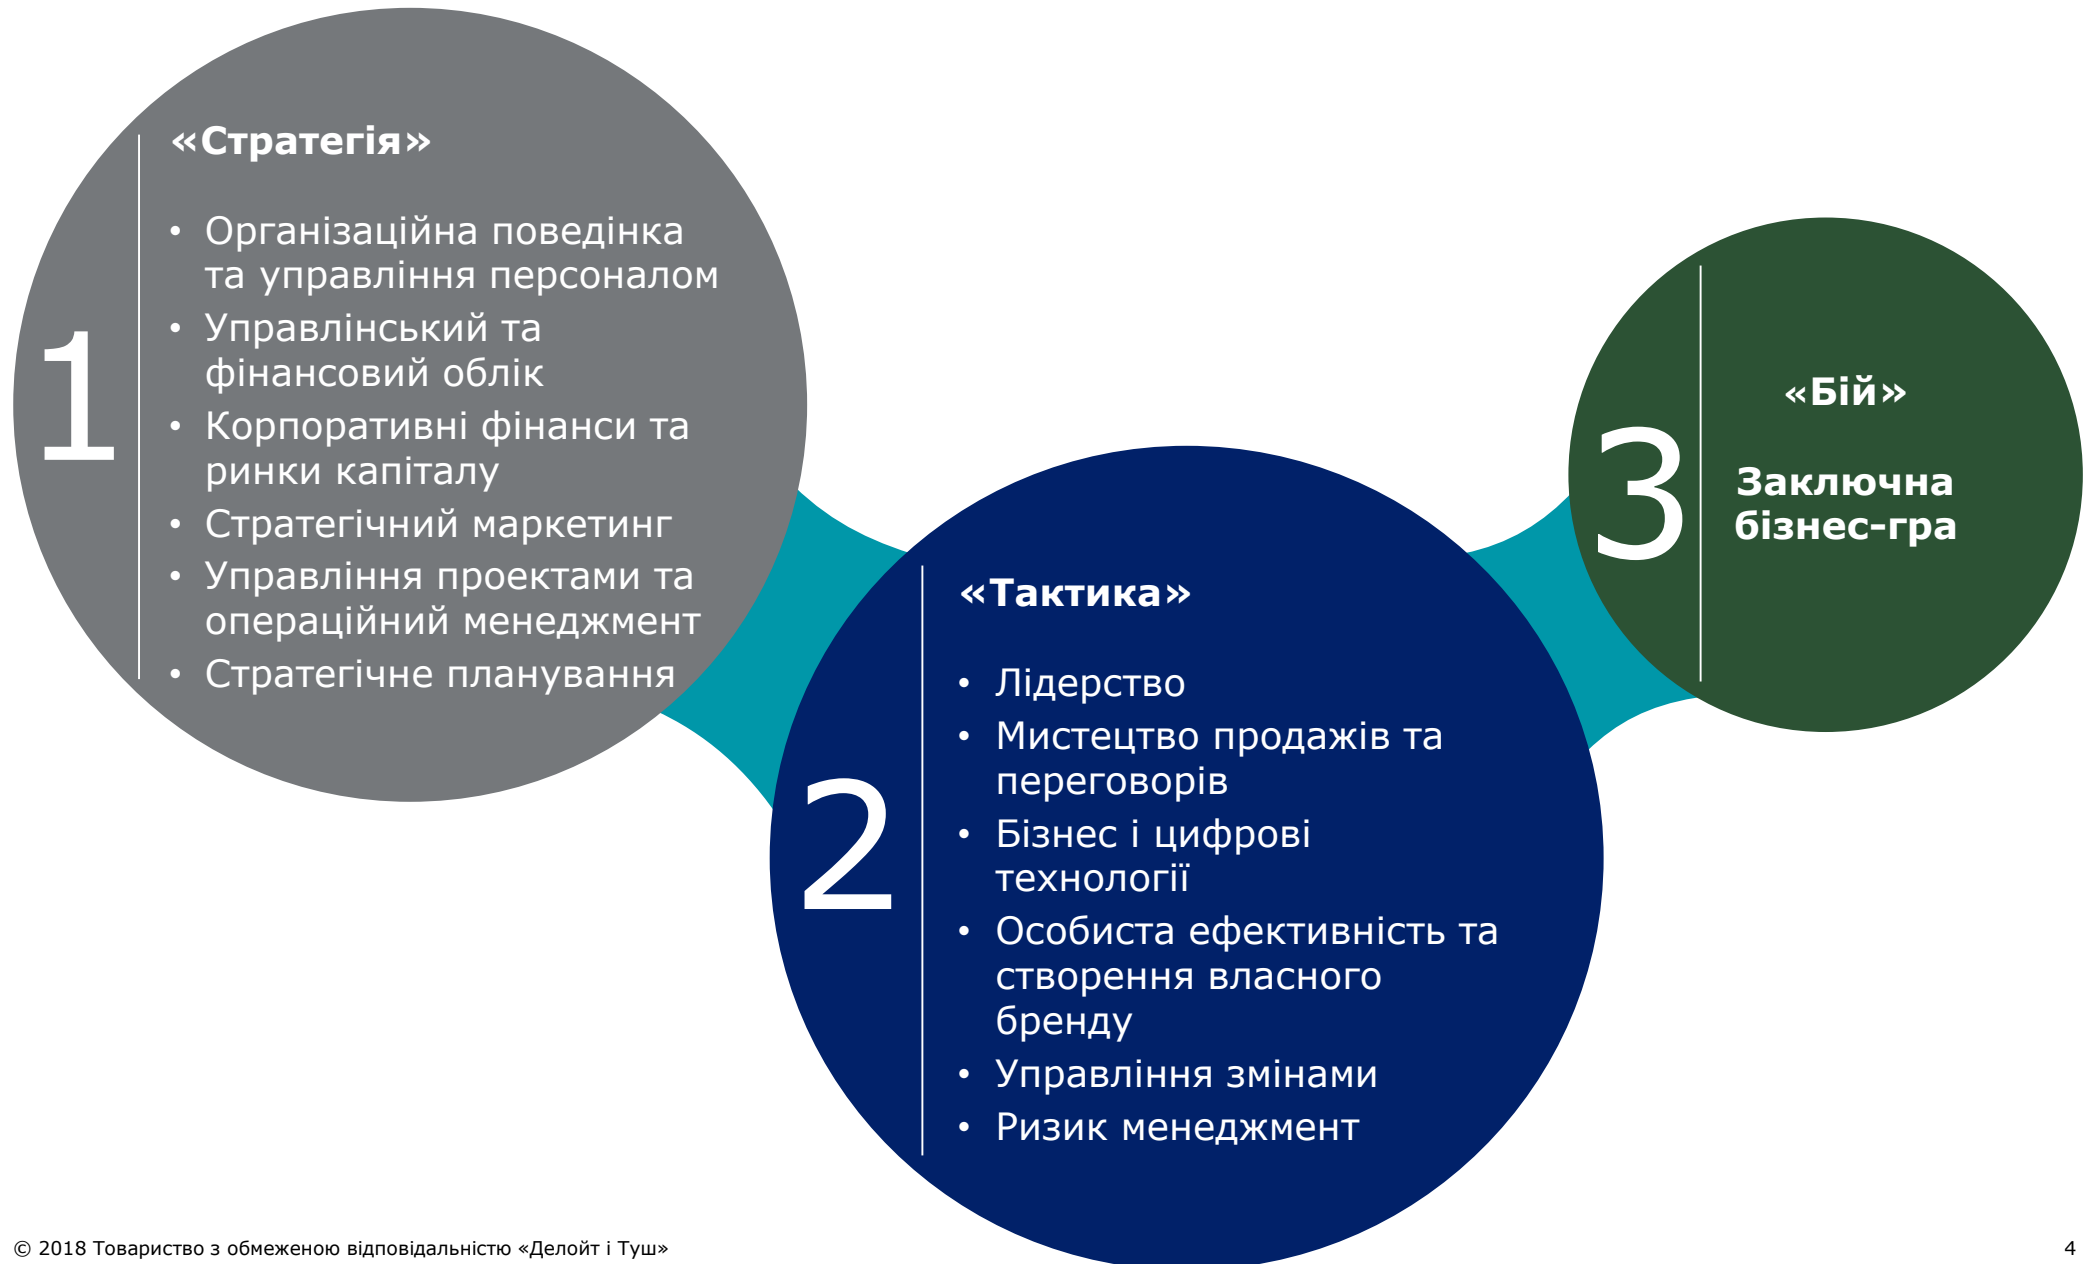 1
«Стратегія»
• Організаційна поведінка
та управління персоналом
• Управлінський та
фінансовий облік
• Корпоративні фінанси та
ринки капіталу
• Стратегічний маркетинг
• Управління проектами та
операційний менеджмент
• Стратегічне планування
2
«Тактика»
• Лідерство
• Мистецтво продажів та
переговорів
• Бізнес і цифрові
технології
• Особиста ефективність та
створення власного
бренду
• Управління змінами
• Ризик менеджмент
3
«Бій»
Заключна
бізнес-гра
© 2018 Товариство з обмеженою відповідальністю «Делойт і Туш»
4